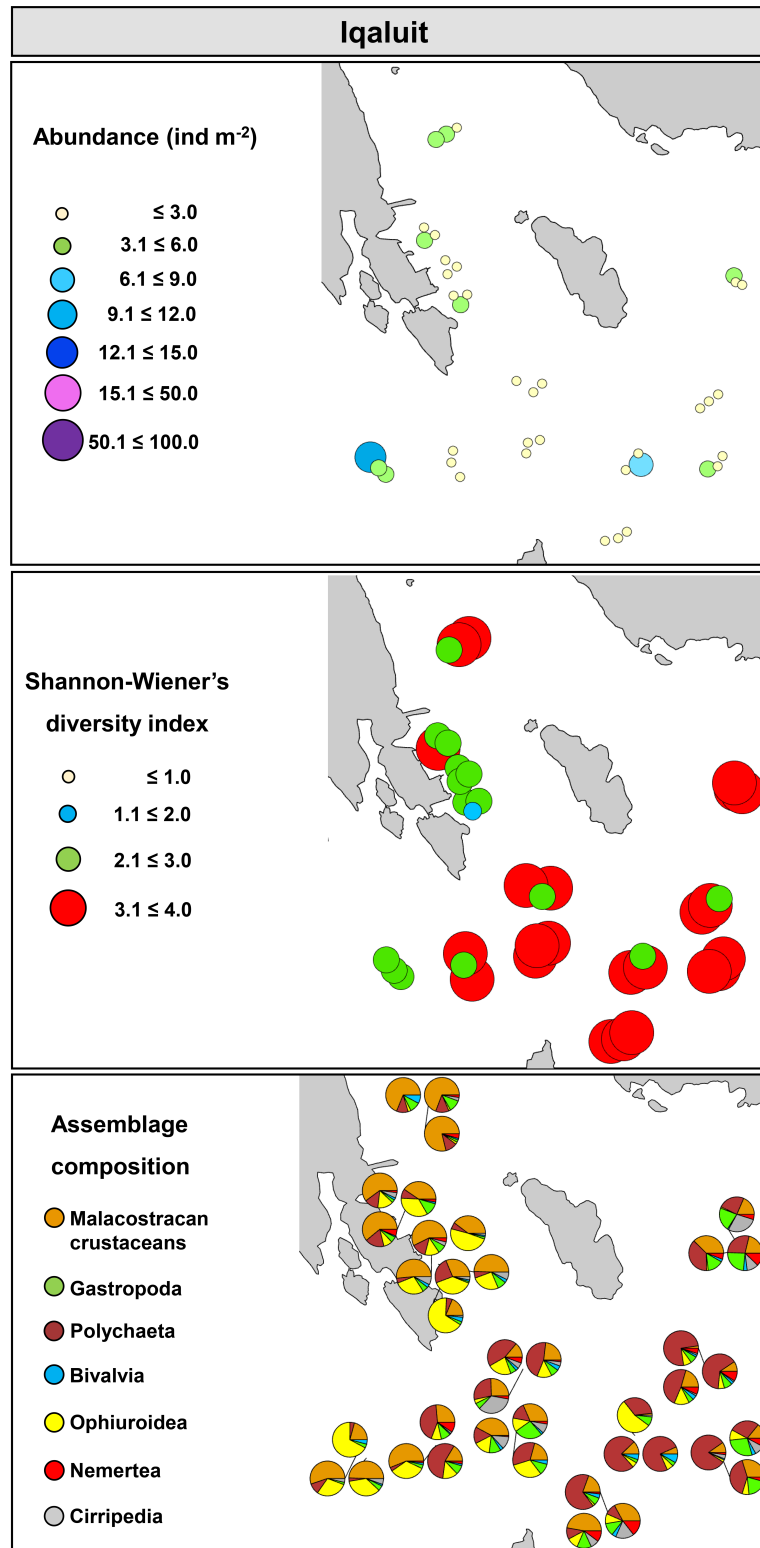 Iqaluit
Abundance (ind m⁻²)
≤ 3.0
3.1 ≤ 6.0
6.1 ≤ 9.0
9.1 ≤ 12.0
12.1 ≤ 15.0
15.1 ≤ 50.0
50.1 ≤ 100.0
Shannon-Wiener’s
diversity index
≤ 1.0
1.1 ≤ 2.0
2.1 ≤ 3.0
3.1 ≤ 4.0
Assemblage
composition
Malacostracan
crustaceans
Gastropoda
Polychaeta
Bivalvia
Ophiuroidea
Nemertea
Cirripedia